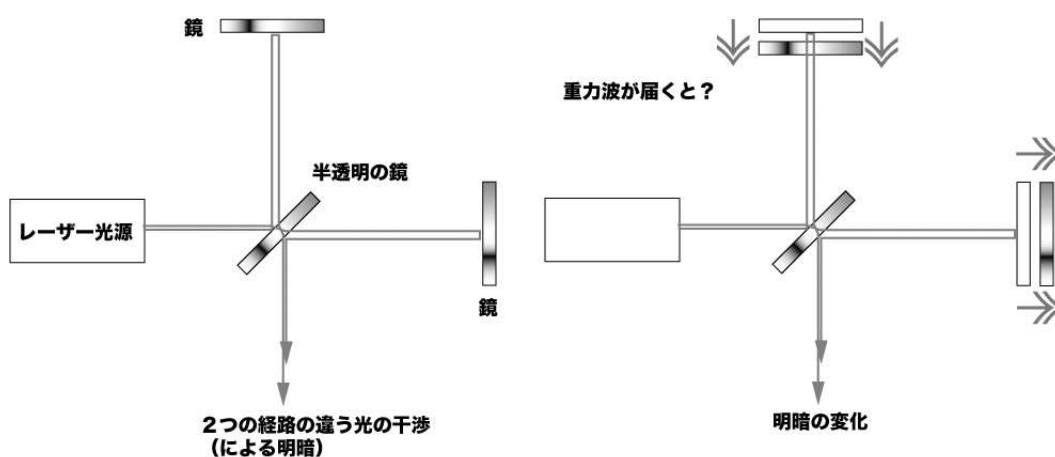 鏡
重力波が届くと？
半透明の鏡
レーザー光源
鏡
２つの経路の違う光の干渉
（による明暗）
明暗の変化